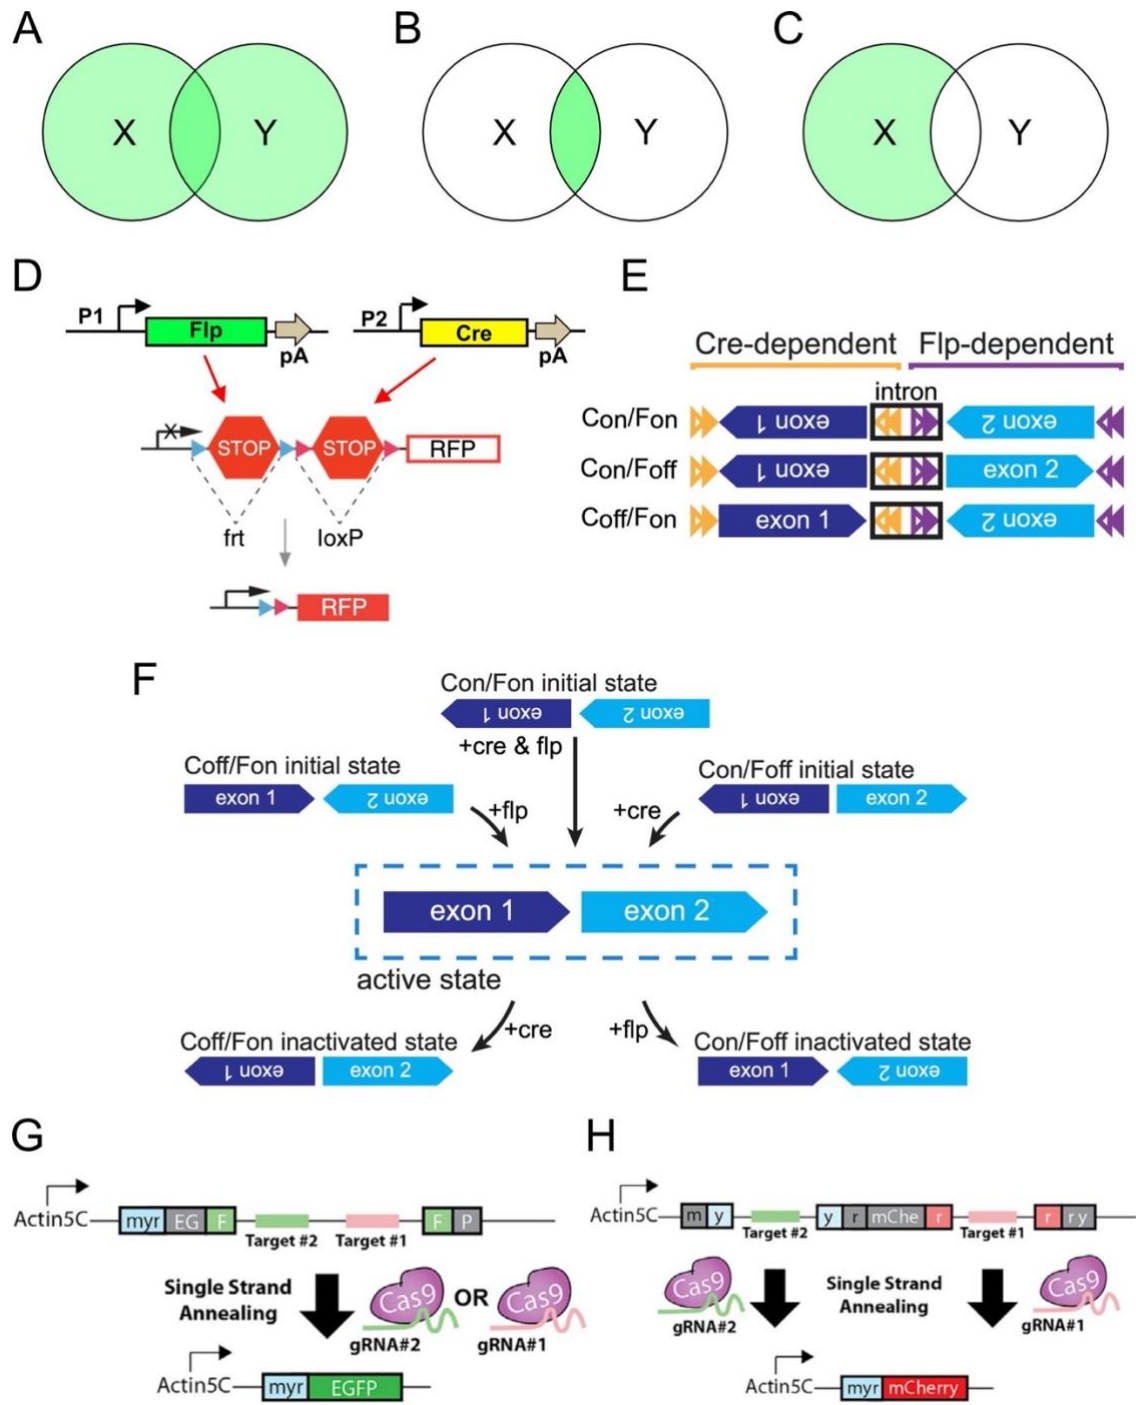 A
B
C
X
Y
X
Y
X
Y
D
E
P1
Flp
pA
P2
Cre
pA
STOP
STOP
RFP
frt
loxP
RFP
Cre-dependent
Flp-dependent
intron
Con/Fon
exon 1
exon 2
Con/Foff
exon 1
exon 2
Coff/Fon
exon 1
exon 2
F
Con/Fon initial state
exon 1
exon 2
+cre & flp
Coff/Fon initial state
exon 1
exon 2
+flp
Con/Foff initial state
exon 1
exon 2
+cre
exon 1
exon 2
active state
+cre
+flp
Coff/Fon inactivated state
exon 1
exon 2
Con/Foff inactivated state
exon 1
exon 2
G
Actin5C
myr
EG
F
Target #2
Target #1
F
P
Single Strand
Annealing
Cas9
OR
Cas9
gRNA#2
gRNA#1
Actin5C
myr
EGFP
H
Actin5C
m
y
Target #2
y
r
mChe
r
Target #1
r
r y
Cas9
gRNA#2
Single Strand
Annealing
Cas9
gRNA#1
Actin5C
myr
mCherry